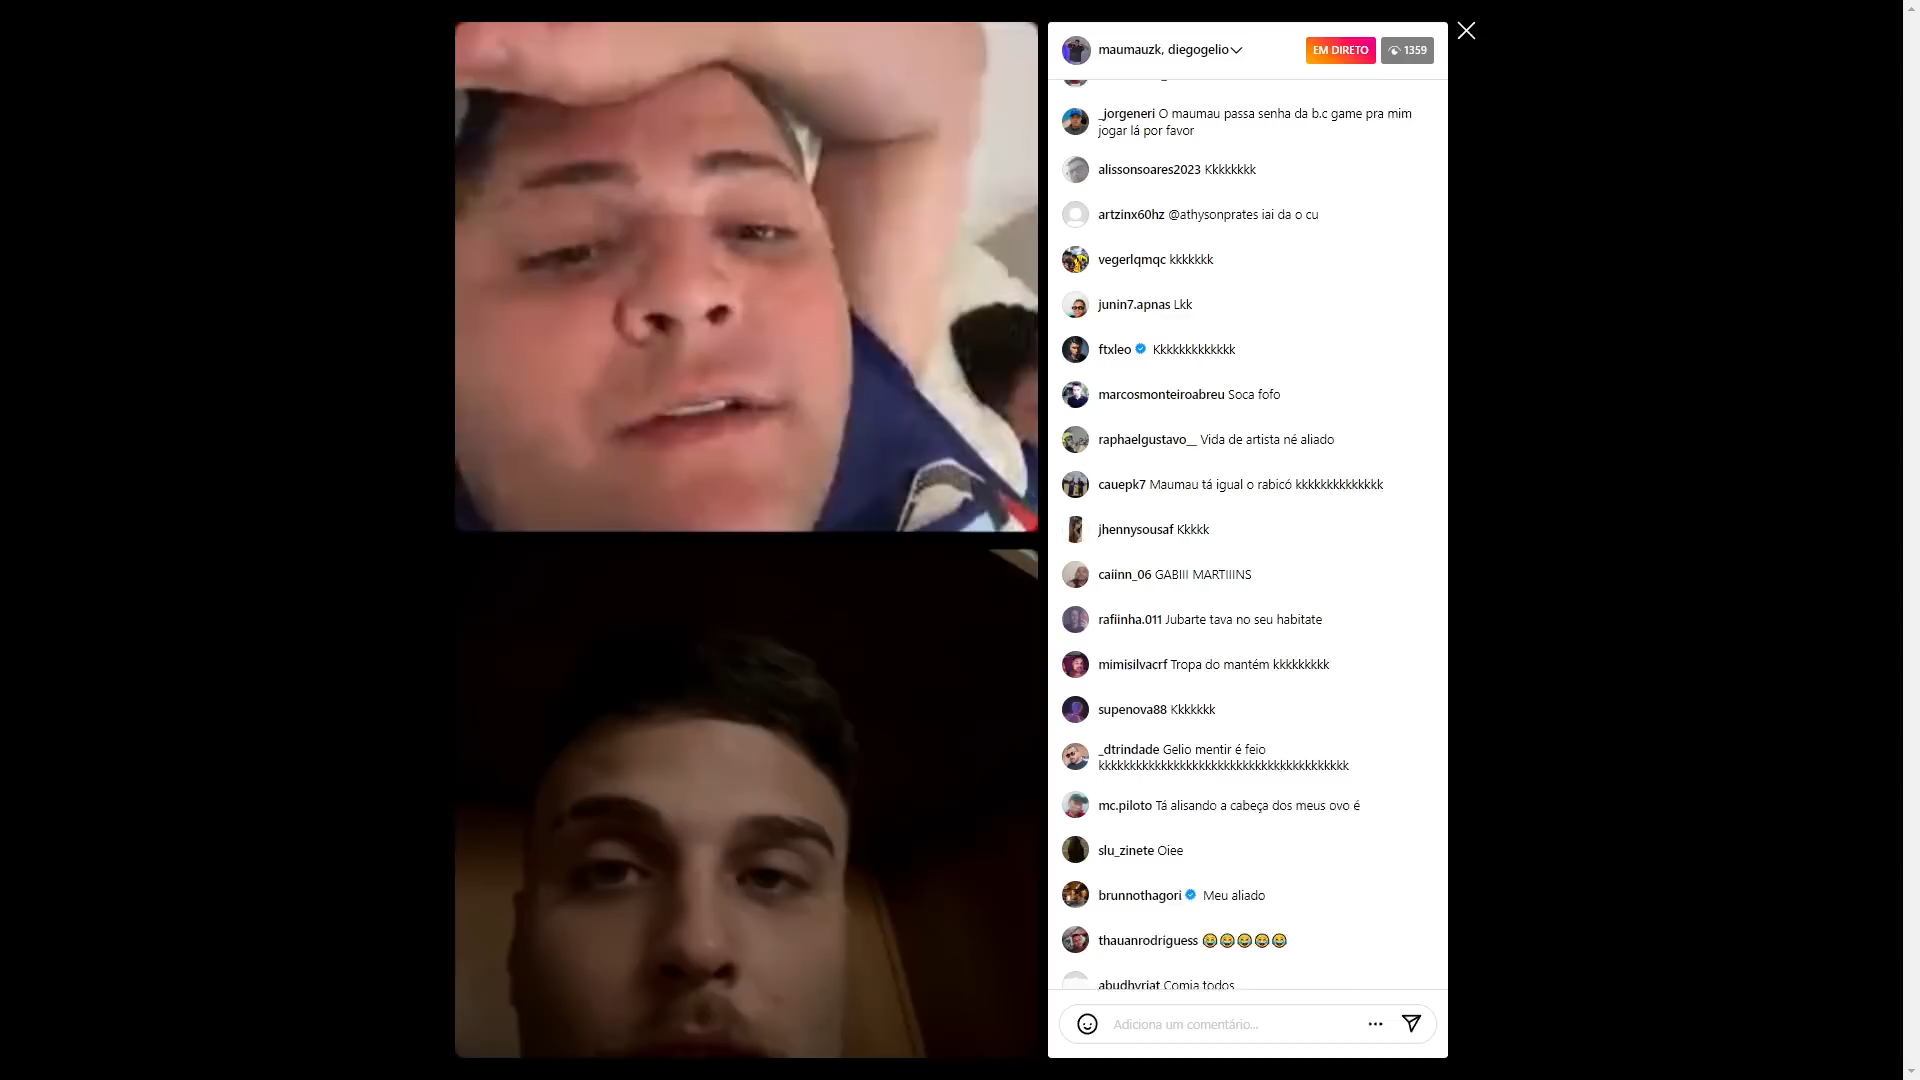 maumauzk, diegogelio
EM DIRETO
1359
_jorgeneri O maumau passa senha da b.c game pra mim
jogar lá por favor
alissonsoares2023 Kkkkkkkk
artzinx60hz @athysonprates iai da o cu
vegerlqmqc kkkkkkk
junin7.apnas Lkk
ftxleo Kkkkkkkkkkkkk
marcosmonteiroabreu Soca fofo
raphaelgustavo__ Vida de artista né aliado
cauepk7 Maumau tá igual o rabicó kkkkkkkkkkkkkk
jhennysousaf Kkkkk
caiinn_06 GABIII MARTIIINS
rafiinha.011 Jubarte tava no seu habitate
mimisilvacrf Tropa do mantém kkkkkkkkk
supenova88 Kkkkkkk
_dtrindade Gelio mentir é feio
kkkkkkkkkkkkkkkkkkkkkkkkkkkkkkkkkkkkkkkk
mc.piloto Tá alisando a cabeça dos meus ovo é
slu_zinete Oiee
brunnothagori Meu aliado
thauanrodriguess 😂😂😂😂😂
abudhyriat Comia todos
Adiciona um comentário...